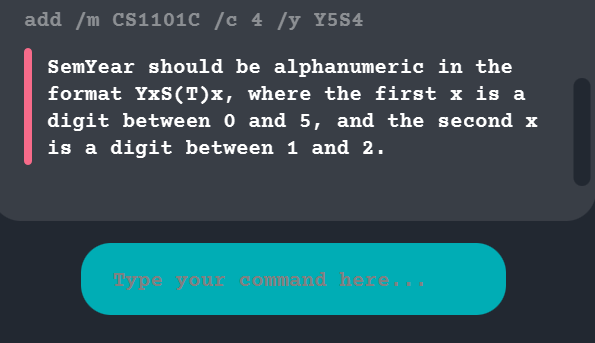 add /m CS1101C /c 4 /y Y5S4
SemYear should be alphanumeric in the
format YxS(T)x, where the first x is a
digit between 0 and 5, and the second x
is a digit between 1 and 2.
Type your command here...